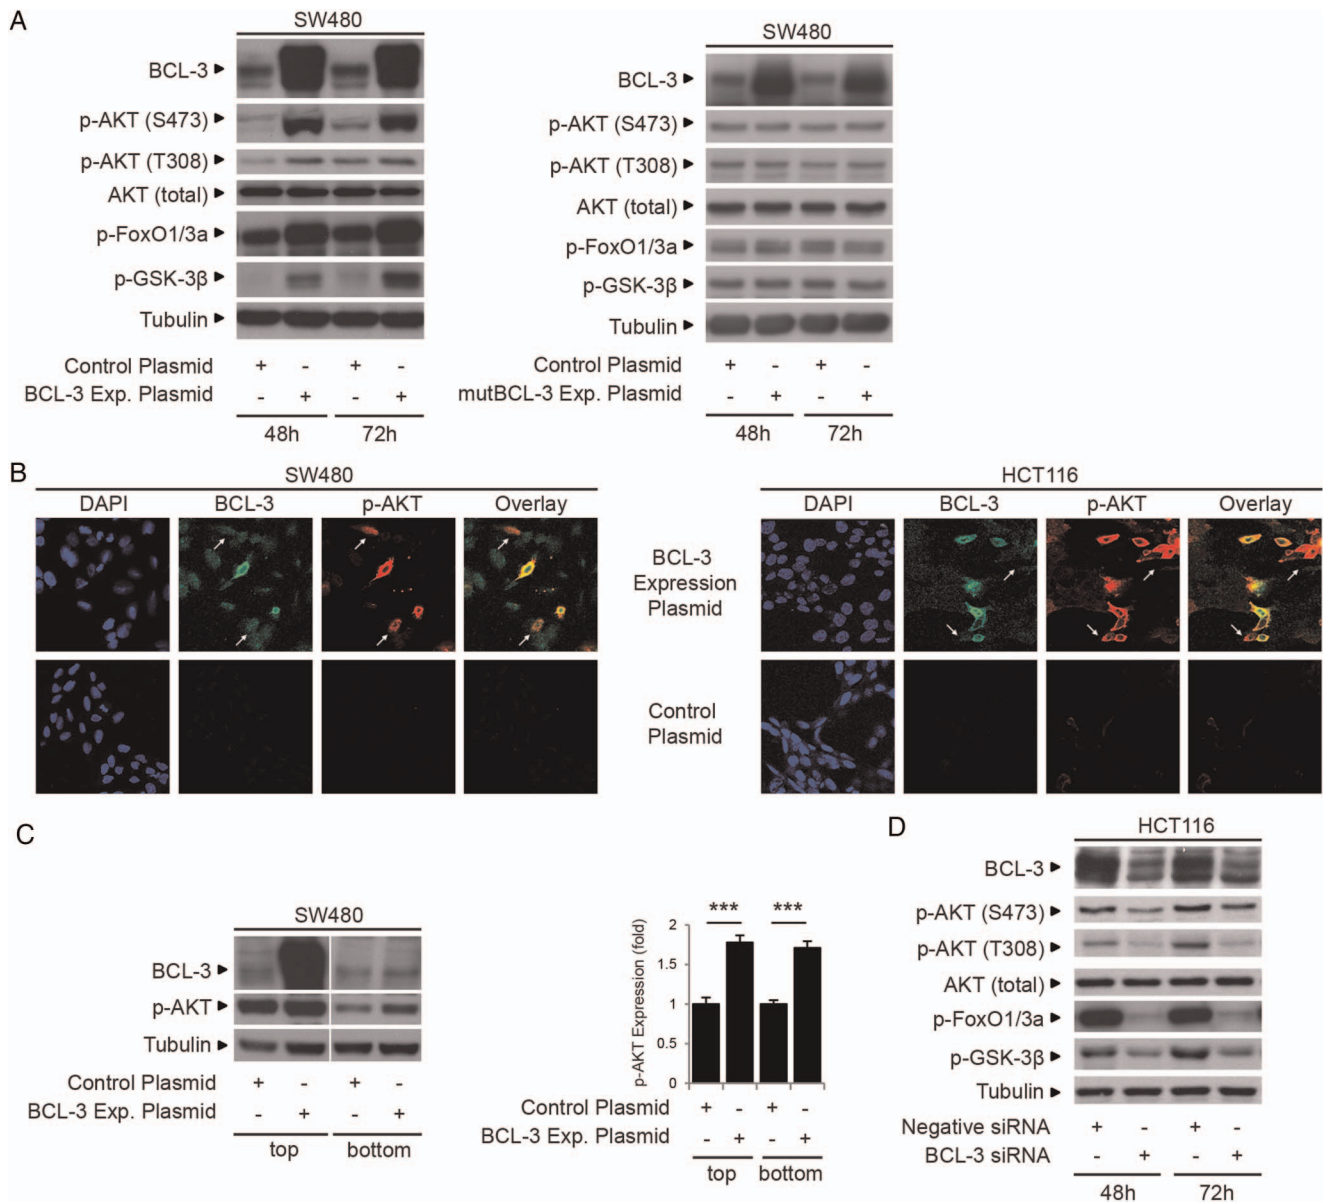 A
SW480
BCL-3
p-AKT (S473)
p-AKT (T308)
AKT (total)
p-FoxO1/3a
p-GSK-3β
Tubulin
Control Plasmid + - + -
BCL-3 Exp. Plasmid - + - +
48h 72h
SW480
BCL-3
p-AKT (S473)
p-AKT (T308)
AKT (total)
p-FoxO1/3a
p-GSK-3β
Tubulin
Control Plasmid + - + -
mutBCL-3 Exp. Plasmid - + - +
48h 72h
B
SW480
DAPI BCL-3 p-AKT Overlay
HCT116
DAPI BCL-3 p-AKT Overlay
BCL-3
Expression
Plasmid
Control
Plasmid
C
SW480
BCL-3
p-AKT
Tubulin
Control Plasmid + - + -
BCL-3 Exp. Plasmid - + - +
top bottom
p-AKT Expression (fold)
2
1.5
1
0.5
0
*** ***
Control Plasmid + - + -
BCL-3 Exp. Plasmid - + - +
top bottom
D
HCT116
BCL-3
p-AKT (S473)
p-AKT (T308)
AKT (total)
p-FoxO1/3a
p-GSK-3β
Tubulin
Negative siRNA + - + -
BCL-3 siRNA - + - +
48h 72h